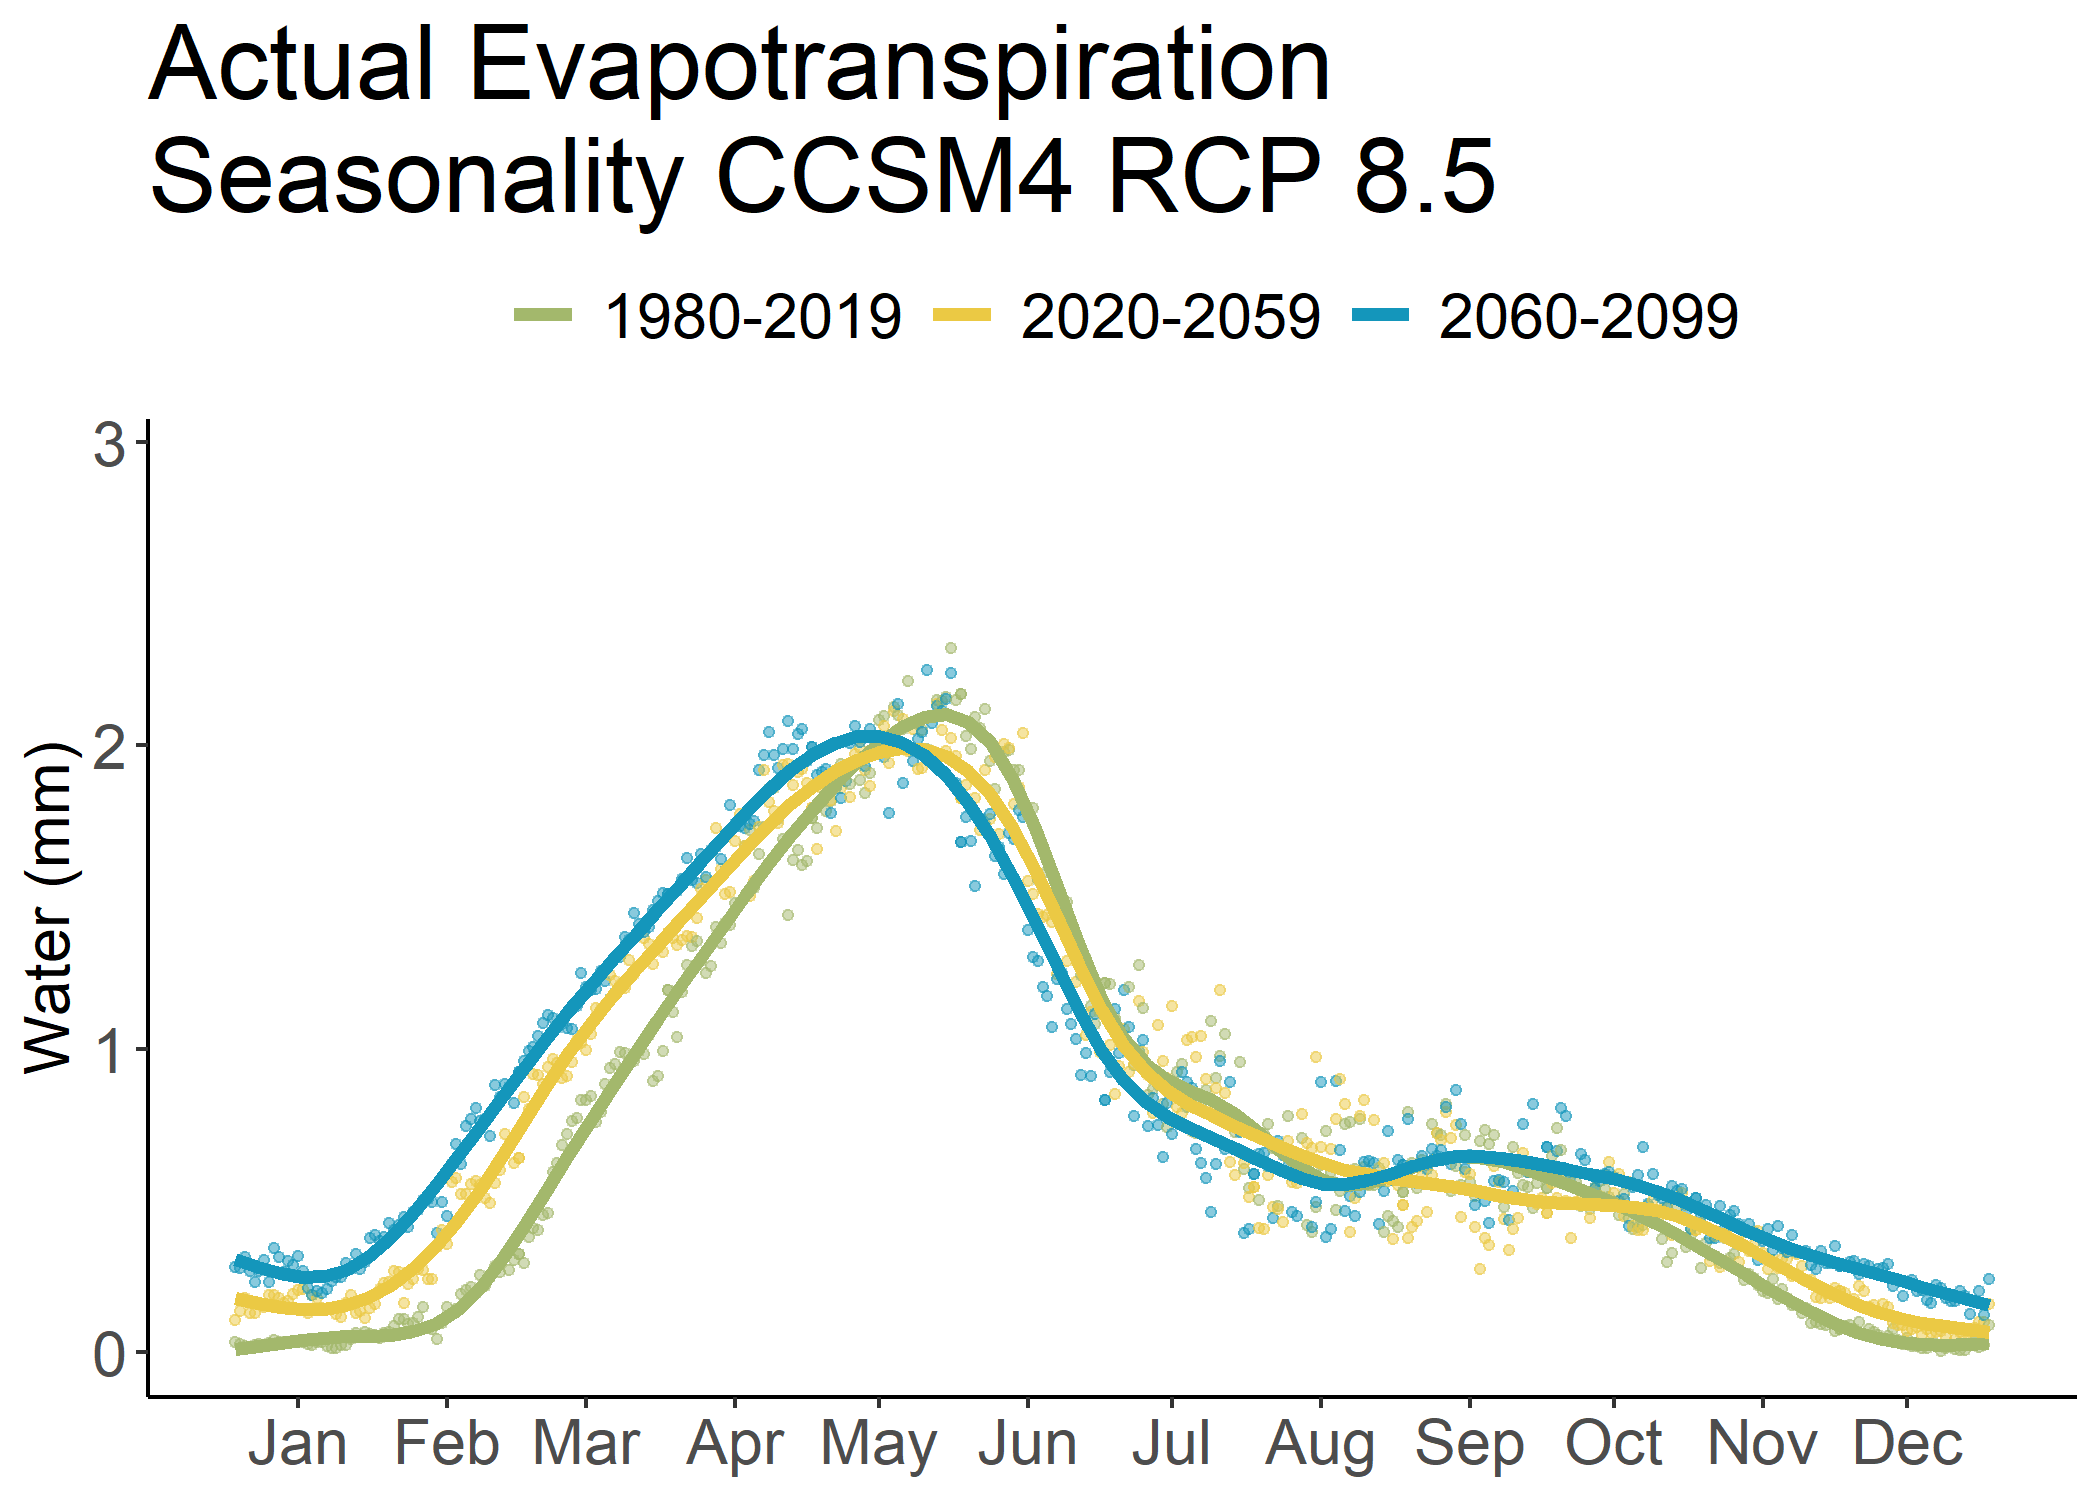 Actual Evapotranspiration
Seasonality CCSM4 RCP 8.5
1980-2019 2020-2059 2060-2099
3
2
1
0
Water (mm)
Jan Feb Mar Apr May Jun Jul Aug Sep Oct Nov Dec